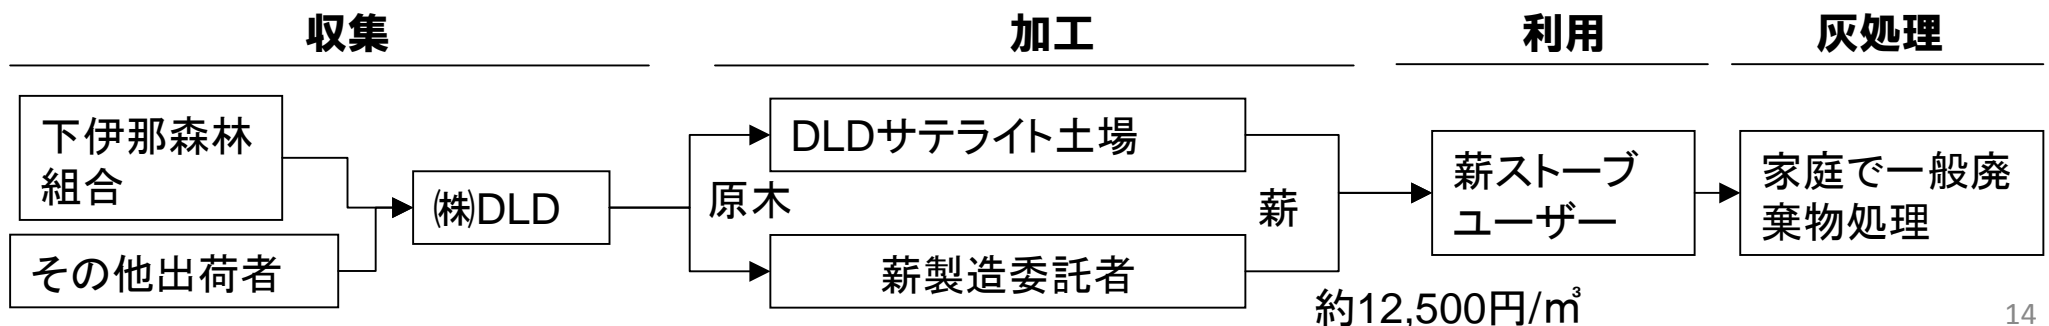 収集
加工
利用
灰処理
下伊那森林
組合
その他出荷者
㈱DLD
原木
DLDサテライト土場
薪製造委託者
薪
約12,500円/㎥
薪ストーブ
ユーザー
家庭で一般廃
棄物処理
14